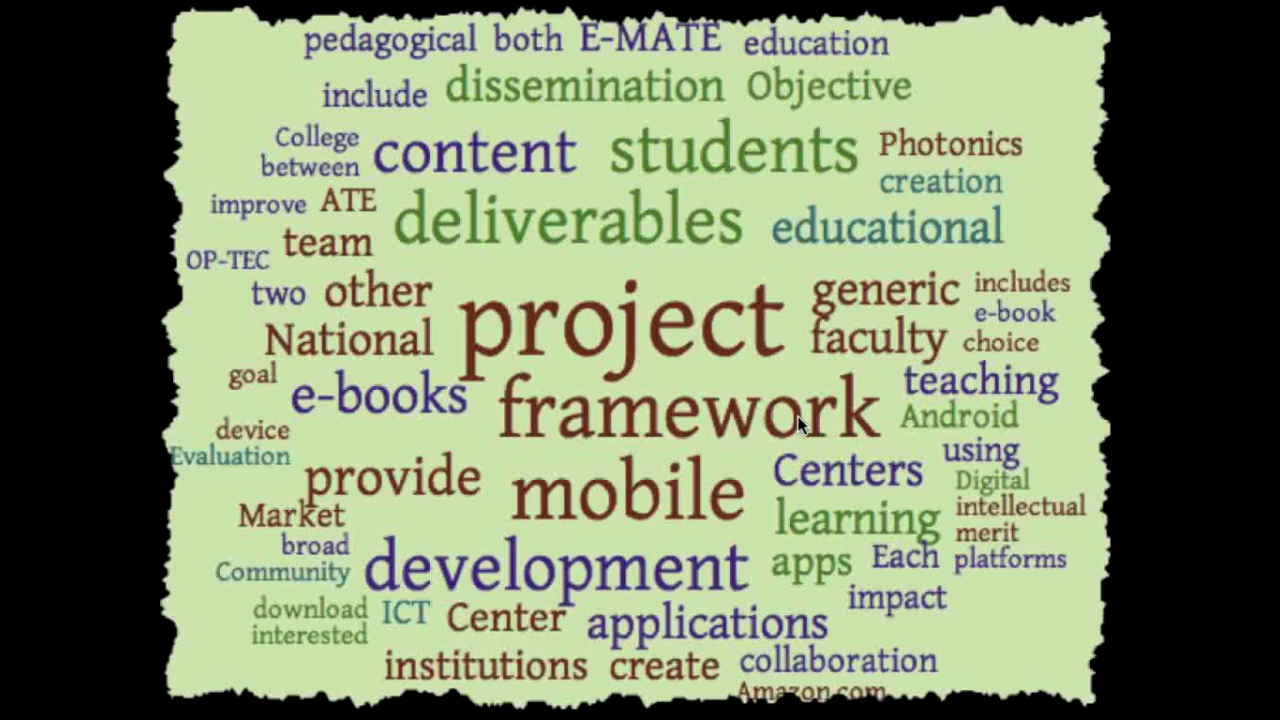 pedagogical both E-MATE education
include dissemination Objective
College
between
content students Photonics
creation
improve ATE
deliverables educational
OP-TEC team
two other
project
generic includes
e-book
National
faculty choice
goal
e-books
framework
teaching
Android
device
Evaluation
provide
mobile
Centers using
Digital
Market
learning intellectual
merit
broad
Community
development
apps Each platforms
impact
download
interested
ICT Center applications
institutions create collaboration
Amazon.com